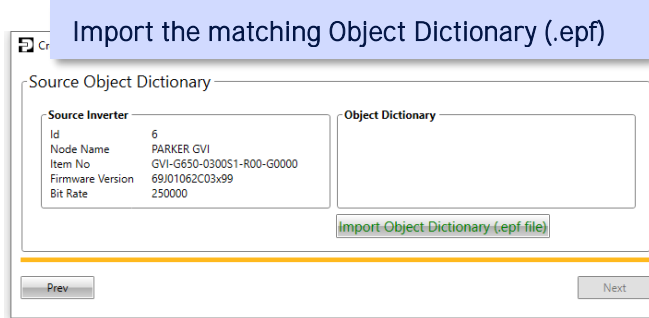 Import the matching Object Dictionary (.epf)
Cr
Source Object Dictionary
Source Inverter
Id 6
Node Name PARKER GVI
Item No GVI-G650-0300S1-R00-G0000
Firmware Version 69J01062C03x99
Bit Rate 250000
Object Dictionary
Import Object Dictionary (.epf file)
Prev
Next